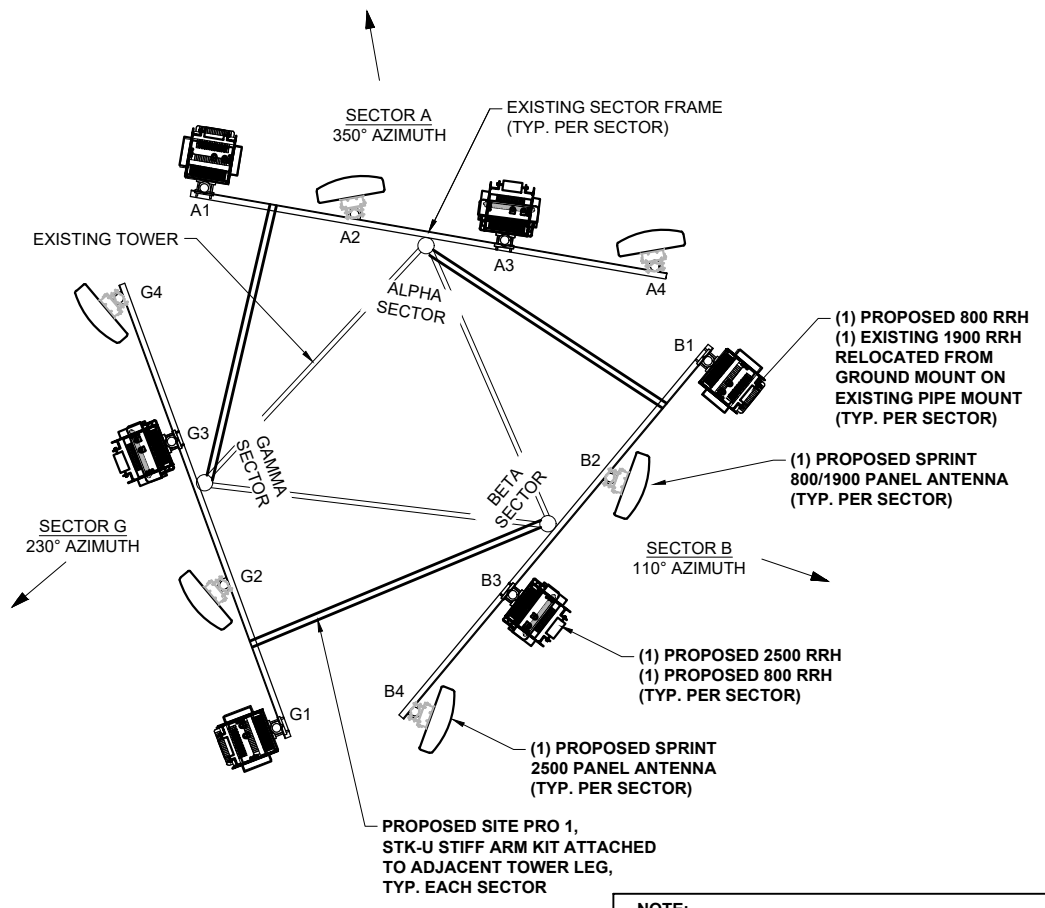 SECTOR A
350° AZIMUTH
EXISTING SECTOR FRAME
(TYP. PER SECTOR)
A1
A2
A3
A4
EXISTING TOWER
ALPHA
SECTOR
G4
B1
(1) PROPOSED 800 RRH
(1) EXISTING 1900 RRH
RELOCATED FROM
GROUND MOUNT ON
EXISTING PIPE MOUNT
(TYP. PER SECTOR)
G3
GAMMA
SECTOR
B2
(1) PROPOSED SPRINT
800/1900 PANEL ANTENNA
(TYP. PER SECTOR)
BETA
SECTOR
SECTOR G
230° AZIMUTH
SECTOR B
110° AZIMUTH
G2
B3
(1) PROPOSED 2500 RRH
(1) PROPOSED 800 RRH
(TYP. PER SECTOR)
B4
G1
(1) PROPOSED SPRINT
2500 PANEL ANTENNA
(TYP. PER SECTOR)
PROPOSED SITE PRO 1,
STK-U STIFF ARM KIT ATTACHED
TO ADJACENT TOWER LEG,
TYP. EACH SECTOR
NOTE: